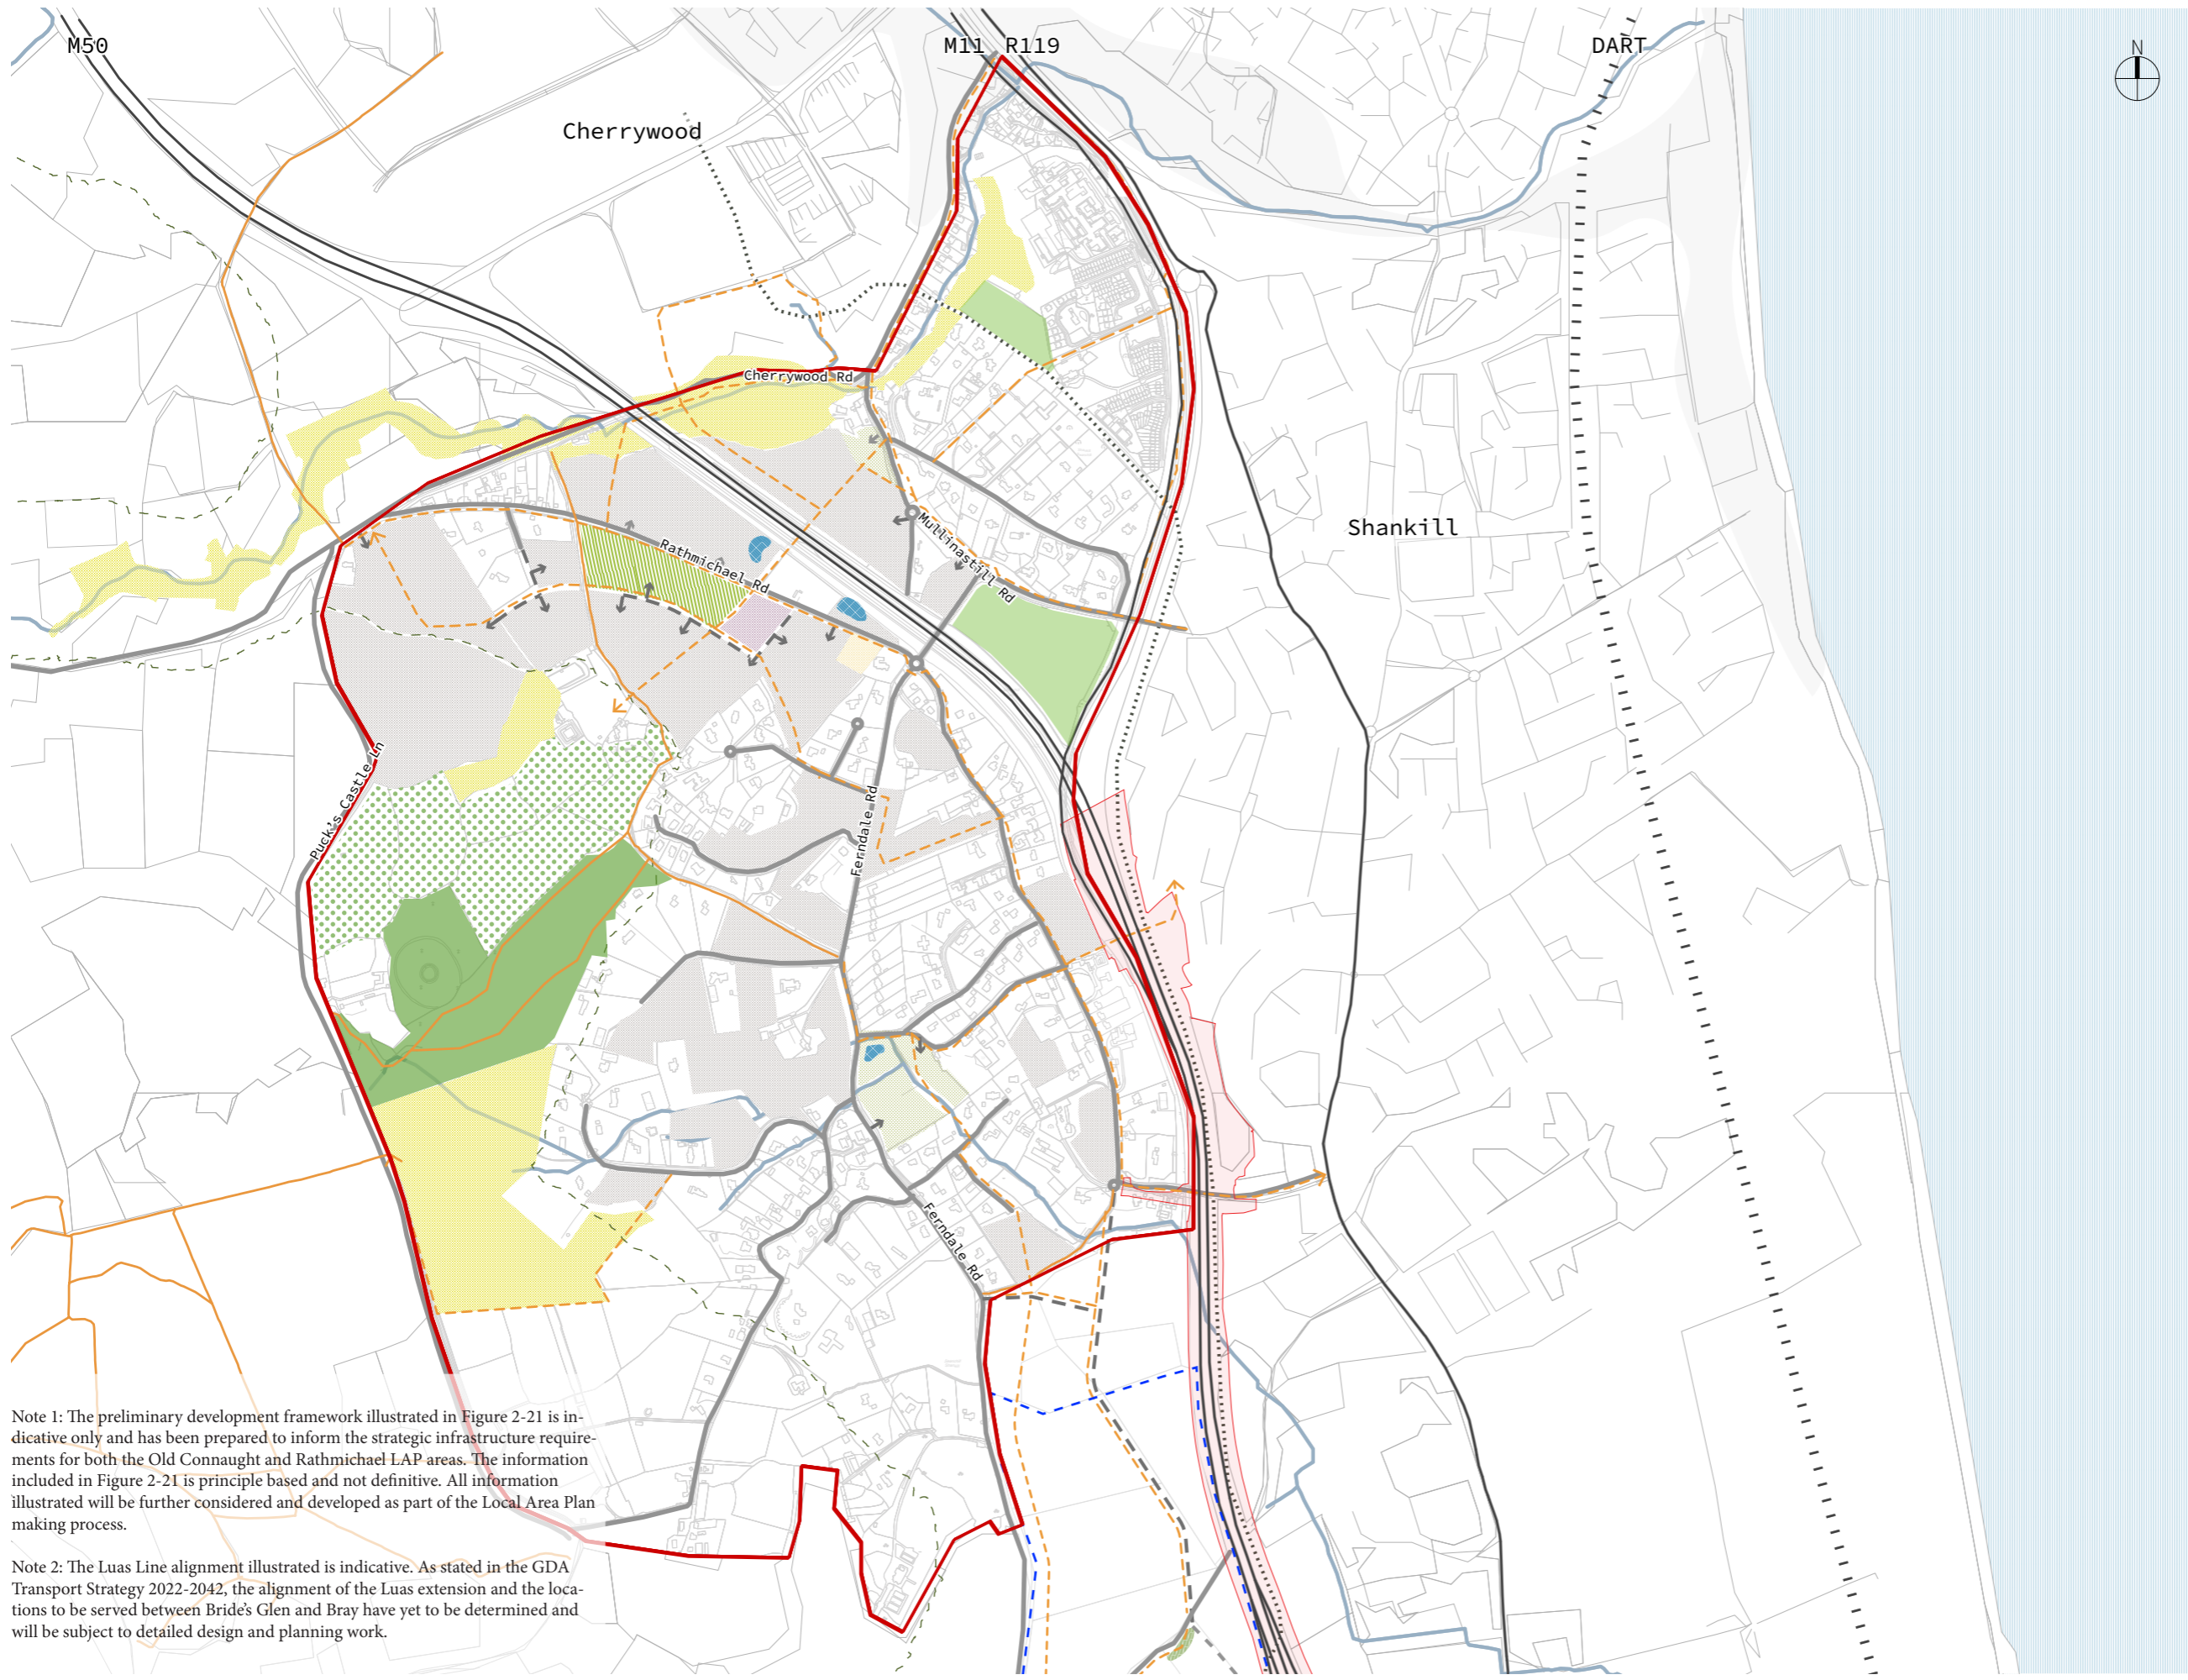 M50
M11
R119
DART
N
Cherrywood
Cherrywood Rd
Mullinastill Rd
Shankill
Rathmichael Rd
Puck's Castle Ln
Ferndale Rd
Ferndale Rd
Note 1: The preliminary development framework illustrated in Figure 2-21 is in-
dicative only and has been prepared to inform the strategic infrastructure require-
ments for both the Old Connaught and Rathmichael LAP areas. The information
included in Figure 2-21 is principle based and not definitive. All information
illustrated will be further considered and developed as part of the Local Area Plan
making process.
Note 2: The Luas Line alignment illustrated is indicative. As stated in the GDA
Transport Strategy 2022-2042, the alignment of the Luas extension and the loca-
tions to be served between Bride's Glen and Bray have yet to be determined and
will be subject to detailed design and planning work.